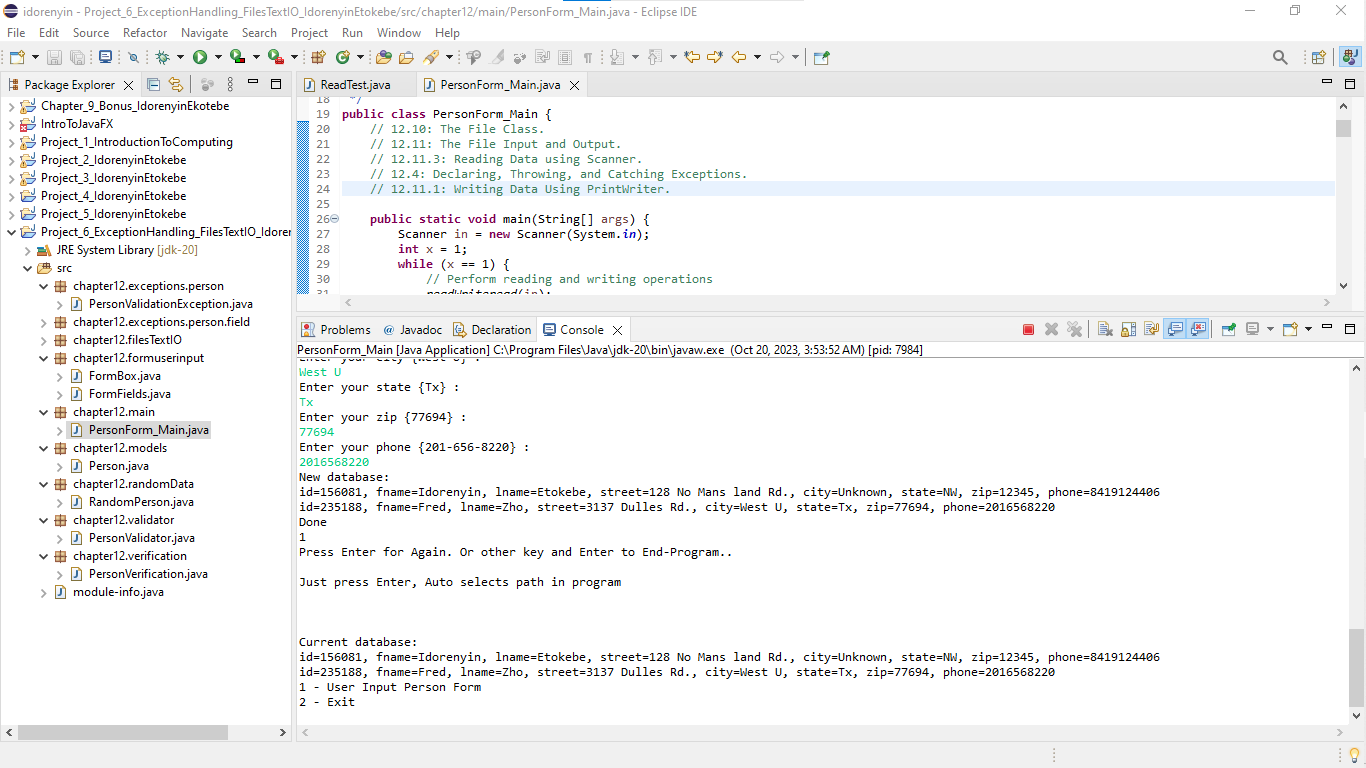 idorenyin - Project_6_ExceptionHandling_FilesTextIO_IdorenyinEtokebe/src/chapter12/main/PersonForm_Main.java - Eclipse IDE
File Edit Source Refactor Navigate Search Project Run Window Help
Package Explorer
Chapter_9_Bonus_IdorenyinEkotebe
IntroToJavaFX
Project_1_IntroductionToComputing
Project_2_IdorenyinEtokebe
Project_3_IdorenyinEtokebe
Project_4_IdorenyinEtokebe
Project_5_IdorenyinEtokebe
Project_6_ExceptionHandling_FilesTextIO_Idoren
JRE System Library [jdk-20]
src
chapter12.exceptions.person
PersonValidationException.java
chapter12.exceptions.person.field
chapter12.filesTextIO
chapter12.formuserinput
FormBox.java
FormFields.java
chapter12.main
PersonForm_Main.java
chapter12.models
Person.java
chapter12.randomData
RandomPerson.java
chapter12.validator
PersonValidator.java
chapter12.verification
PersonVerification.java
module-info.java
ReadTest.java PersonForm_Main.java
18 */
19 public class PersonForm_Main {
20 // 12.10: The File Class.
21 // 12.11: The File Input and Output.
22 // 12.11.3: Reading Data using Scanner.
23 // 12.4: Declaring, Throwing, and Catching Exceptions.
24 // 12.11.1: Writing Data Using PrintWriter.
25
26 public static void main(String[] args) {
27 Scanner in = new Scanner(System.in);
28 int x = 1;
29 while (x == 1) {
30 // Perform reading and writing operations
31 readWriteread(in);
Problems @ Javadoc Declaration Console
PersonForm_Main [Java Application] C:\Program Files\Java\jdk-20\bin\javaw.exe (Oct 20, 2023, 3:53:52 AM) [pid: 7984]
Enter your city {West U} :
West U
Enter your state {Tx} :
Tx
Enter your zip {77694} :
77694
Enter your phone {201-656-8220} :
2016568220
New database:
id=156081, fname=Idorenyin, lname=Etokebe, street=128 No Mans land Rd., city=Unknown, state=NW, zip=12345, phone=8419124406
id=235188, fname=Fred, lname=Zho, street=3137 Dulles Rd., city=West U, state=Tx, zip=77694, phone=2016568220
Done
1
Press Enter for Again. Or other key and Enter to End-Program..
Just press Enter, Auto selects path in program
Current database:
id=156081, fname=Idorenyin, lname=Etokebe, street=128 No Mans land Rd., city=Unknown, state=NW, zip=12345, phone=8419124406
id=235188, fname=Fred, lname=Zho, street=3137 Dulles Rd., city=West U, state=Tx, zip=77694, phone=2016568220
1 - User Input Person Form
2 - Exit